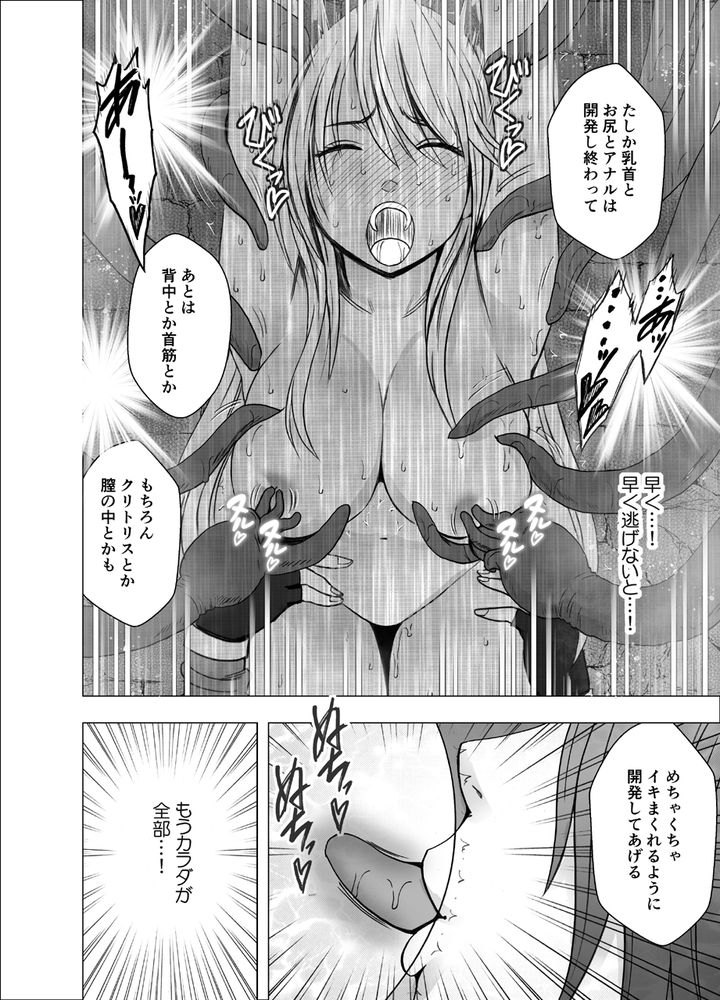 たしか乳首と
お尻とアナルは
開発し終わって
びくっ♡
びくっ♡
あ゛ー〜っ♡
あ゛っ……
……♡
あとは
背中とか首筋とか
早く…!
早く逃げないと…!
もちろん
クリトリスとか
膣の中とかも
ヌル♡
ヌル♡
ヌル♡
ヌル♡
めちゃくちゃ
イキまくれるように
開発してあげる
ぬちっ♡
ぬちっ♡
もうカラダが
全部…!